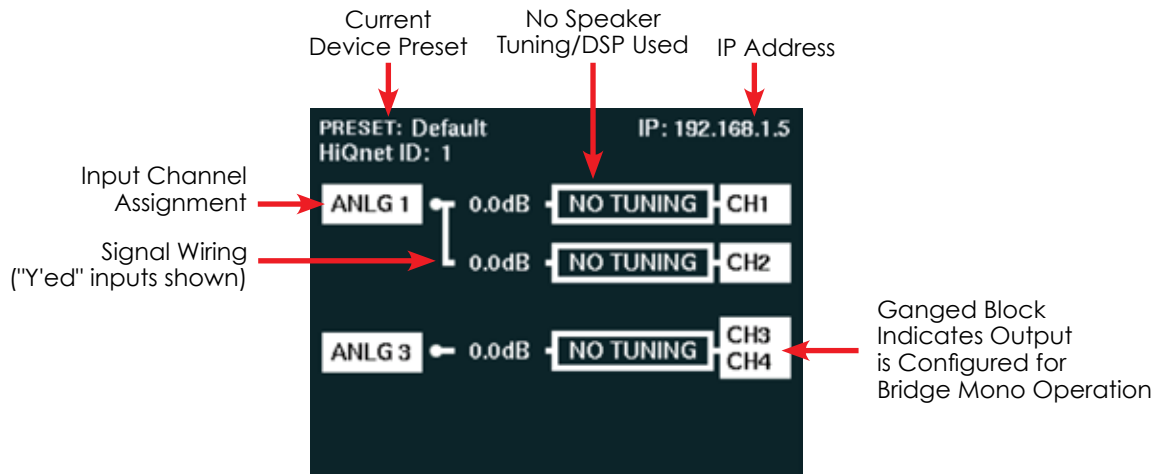 Current
Device Preset
No Speaker
Tuning/DSP Used
IP Address
PRESET: Default
IP: 192.168.1.5
HiQnet ID: 1
Input Channel
Assignment
ANLG 1
0.0dB
NO TUNING
CH1
Signal Wiring
("Y'ed" inputs shown)
0.0dB
NO TUNING
CH2
ANLG 3
0.0dB
NO TUNING
CH3
CH4
Ganged Block
Indicates Output
is Configured for
Bridge Mono Operation